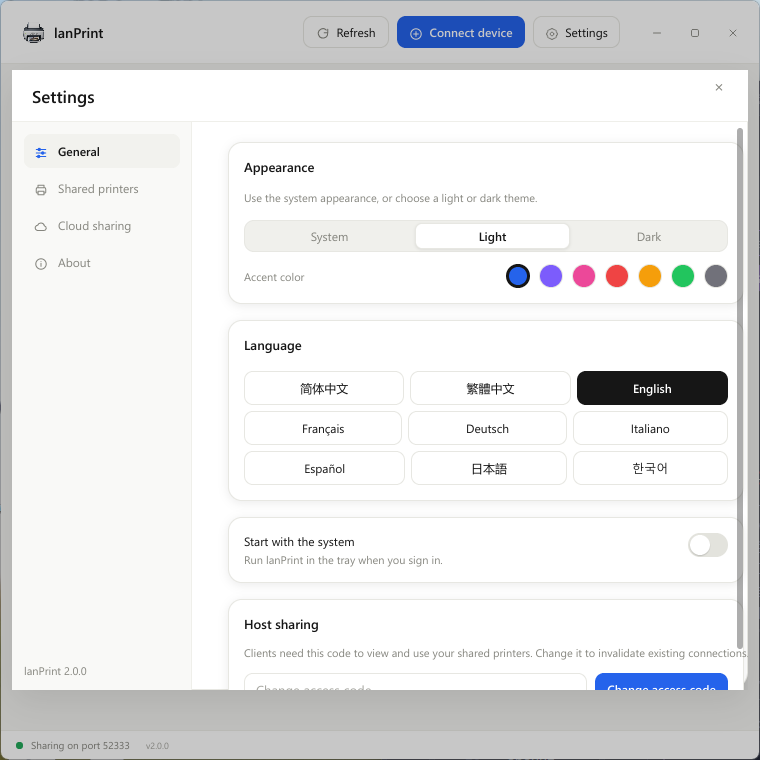 lanPrint
Refresh
Connect device
Settings
Settings
General
Shared printers
Cloud sharing
About
Appearance
Use the system appearance, or choose a light or dark theme.
System
Light
Dark
Accent color
Language
简体中文
繁體中文
English
Français
Deutsch
Italiano
Español
日本語
한국어
Start with the system
Run lanPrint in the tray when you sign in.
Host sharing
Clients need this code to view and use your shared printers. Change it to invalidate existing connections.
Change access code
Change access code
lanPrint 2.0.0
Sharing on port 52333
v2.0.0